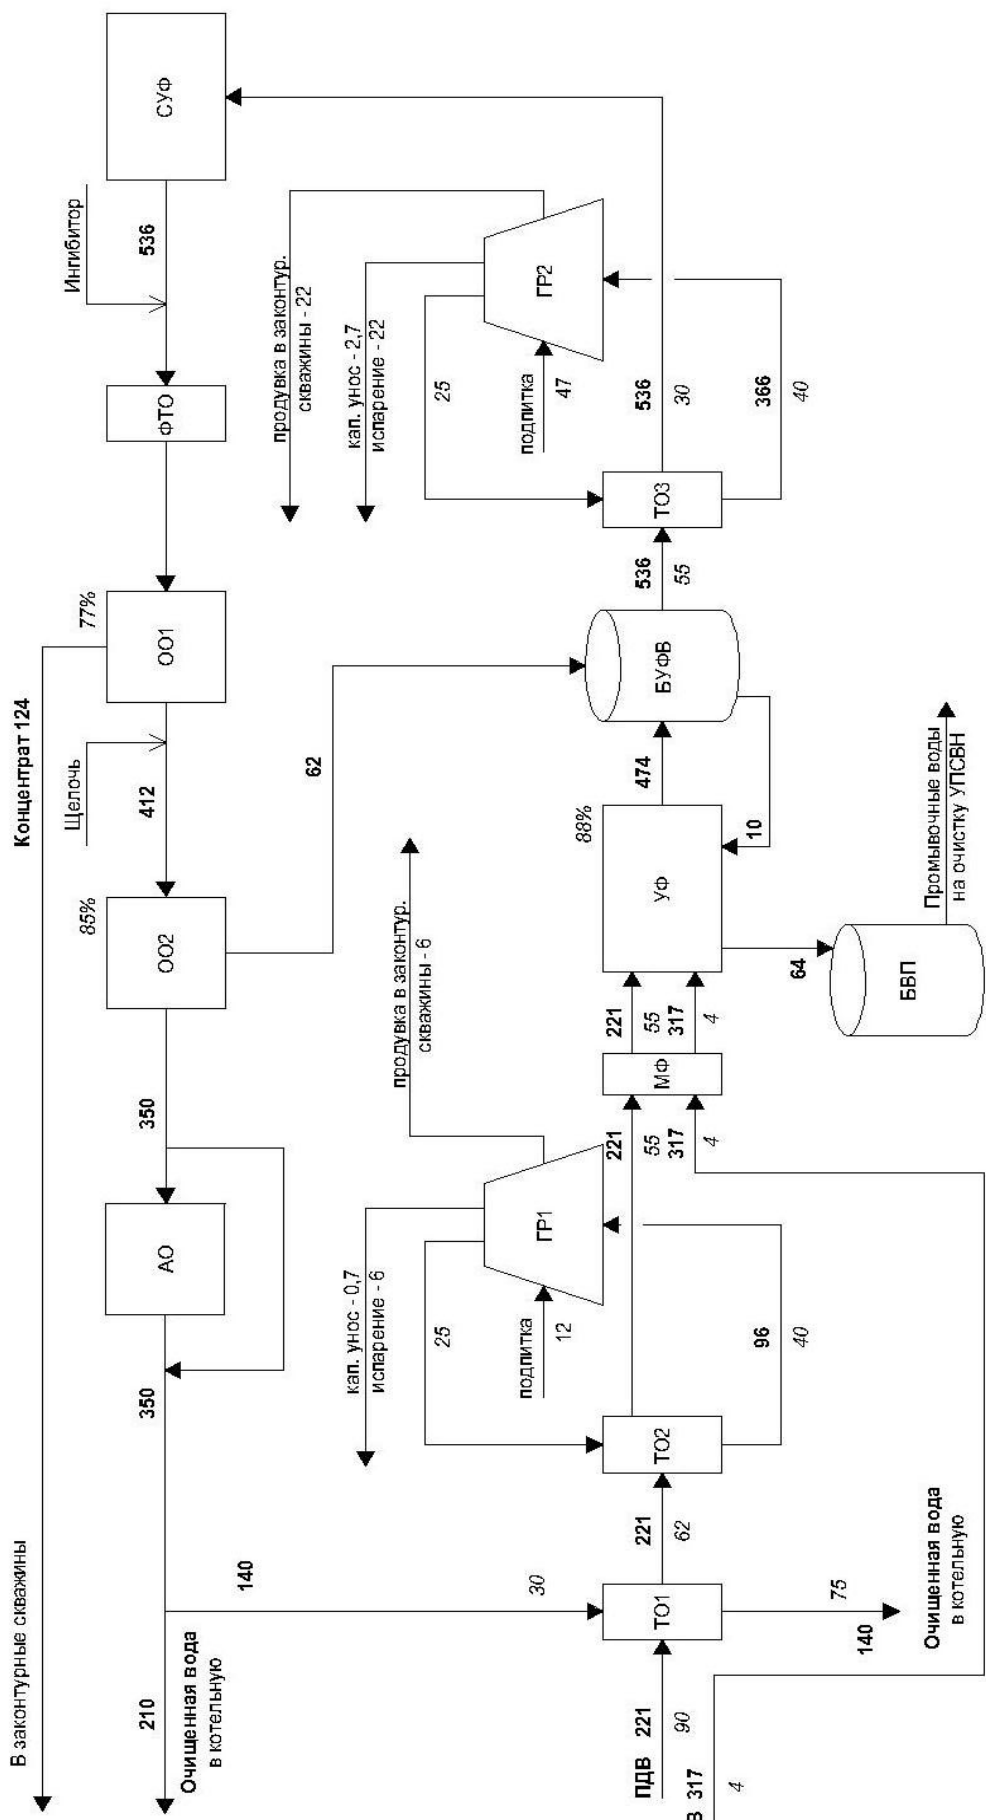 В законтурные скважины
Концентрат 124
210
Очищенная вода
в котельную
140
350
АО
350
ОО2
85%
412
Щелочь
ОО1
77%
ФТО
536
Ингибитор
СУФ
62
30
кап. унос - 0,7
испарение - 6
продувка в законтур.
скважины - 6
25
подпитка
12
ГР1
96
40
продувка в законтур.
скважины - 22
кап. унос - 2,7
испарение - 22
25
подпитка
47
ГР2
366
40
ПДВ 221
90
ТО1
221
62
ТО2
221
55
317
4
МФ
221
55
317
4
УФ
88%
474
10
БУФВ
536
55
ТО3
536
30
75
140
Очищенная вода
в котельную
В 317
4
64
БВП
Промывочные воды
на очистку УПСВН